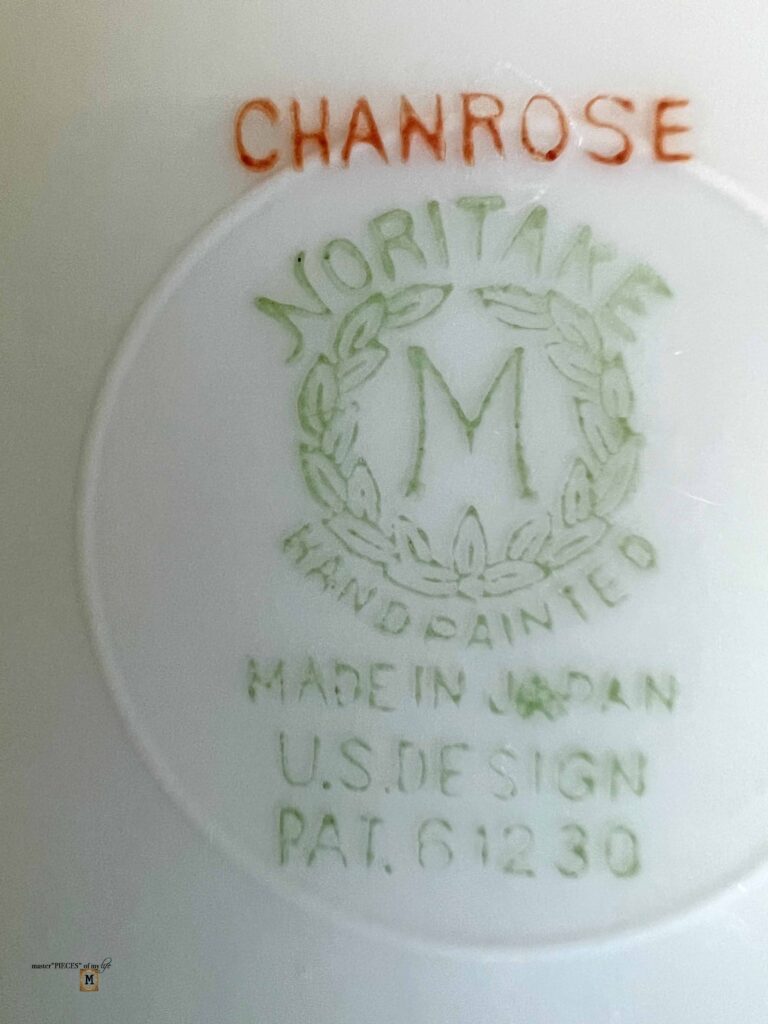 CHANROSE
NORITAKE
M
HANDPAINTED
MADE IN JAPAN
U.S.DESIGN
PAT. 61230
master"PIECES" of my life
M